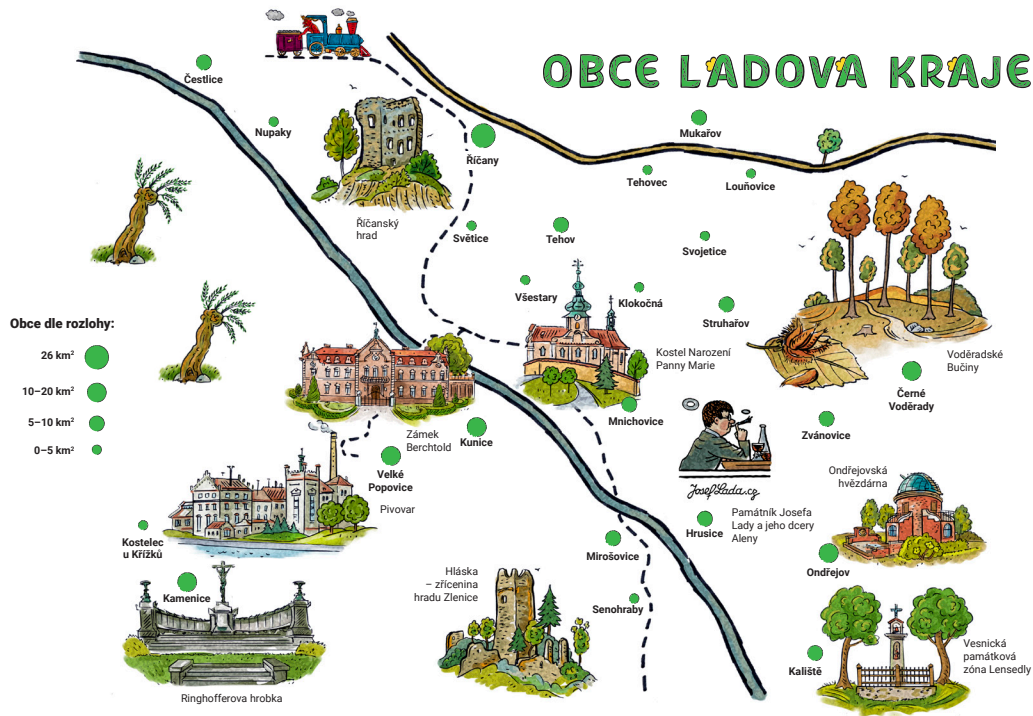 OBCE LADOVA KRAJE
Čestlice
Nupaky
Říčany
Mukařov
Tehovec
Louňovice
Říčanský
hrad
Světice
Tehov
Svojetice
Všestary
Klokočná
Struhařov
Obce dle rozlohy:
26 km²
10–20 km²
5–10 km²
0–5 km²
Kostel Narození
Panny Marie
Voděradské
Bučiny
Černé
Voděrady
Mnichovice
Zvánovice
Zámek
Berchtold
Kunice
Velké
Popovice
Pivovar
JosefLada.cz
Ondřejovská
hvězdárna
Památník Josefa
Lady a jeho dcery
Aleny
Hrusice
Kostelec
u Křížků
Mirošovice
Ondřejov
Kamenice
Hláska
– zřícenina
hradu Zlenice
Senohraby
Kaliště
Vesnická
památková
zóna Lensedly
Ringhofferova hrobka